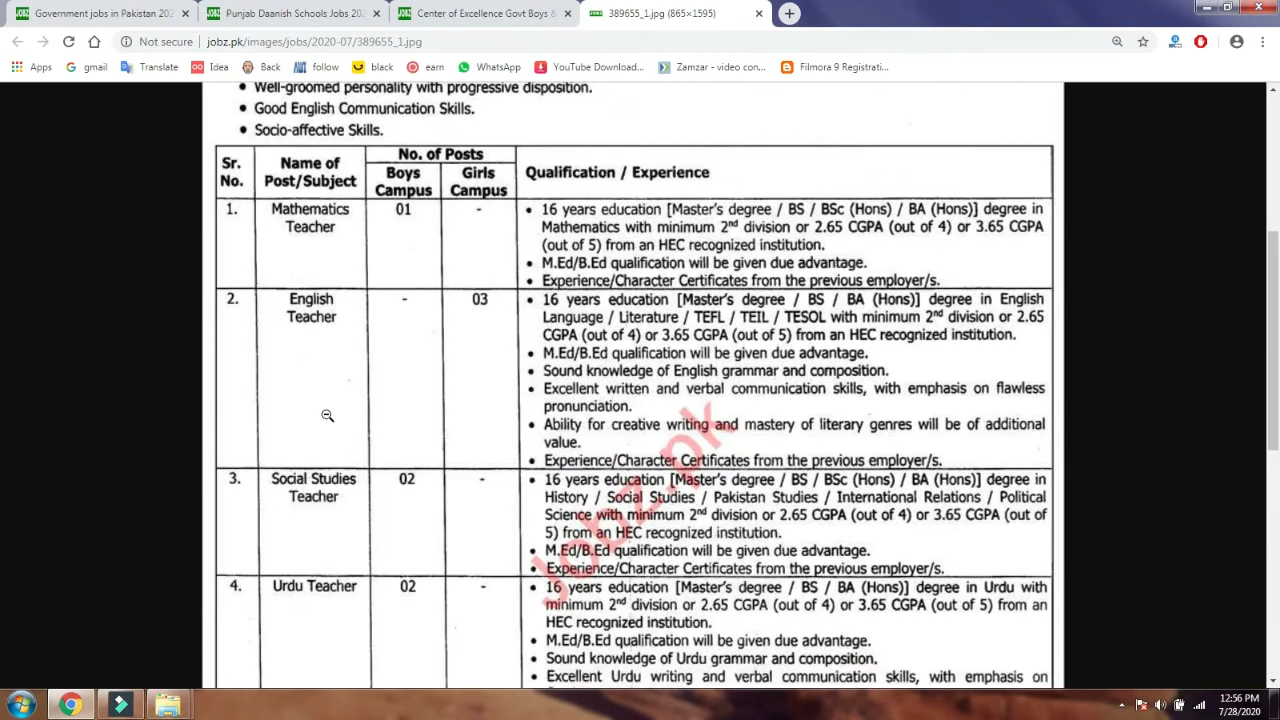 Government jobs in Pakistan 202
Punjab Daanish Schools Jobs 202
Center of Excellence Govt Boys &
389655_1.jpg (865×1595)
Not secure | jobz.pk/images/jobs/2020-07/389655_1.jpg
Apps gmail Translate Idea Back follow black earn WhatsApp YouTube Download... Zamzar - video con... Filmora 9 Registrati...
• Well-groomed personality with progressive disposition.
• Good English Communication Skills.
• Socio-affective Skills.
Sr. No. Name of Post/Subject No. of Posts Boys Campus Girls Campus Qualification / Experience
1. Mathematics Teacher 01 -
• 16 years education [Master's degree / BS / BSc (Hons) / BA (Hons)] degree in
Mathematics with minimum 2nd division or 2.65 CGPA (out of 4) or 3.65 CGPA
(out of 5) from an HEC recognized institution.
• M.Ed/B.Ed qualification will be given due advantage.
• Experience/Character Certificates from the previous employer/s.
2. English Teacher - 03
• 16 years education [Master's degree / BS / BA (Hons)] degree in English
Language / Literature / TEFL / TEIL / TESOL with minimum 2nd division or 2.65
CGPA (out of 4) or 3.65 CGPA (out of 5) from an HEC recognized institution.
• M.Ed/B.Ed qualification will be given due advantage.
• Sound knowledge of English grammar and composition.
• Excellent written and verbal communication skills, with emphasis on flawless
pronunciation.
• Ability for creative writing and mastery of literary genres will be of additional
value.
• Experience/Character Certificates from the previous employer/s.
3. Social Studies Teacher 02 -
• 16 years education [Master's degree / BS / BSc (Hons) / BA (Hons)] degree in
History / Social Studies / Pakistan Studies / International Relations / Political
Science with minimum 2nd division or 2.65 CGPA (out of 4) or 3.65 CGPA (out of
5) from an HEC recognized institution.
• M.Ed/B.Ed qualification will be given due advantage.
• Experience/Character Certificates from the previous employer/s.
4. Urdu Teacher 02 -
• 16 years education [Master's degree / BS / BA (Hons)] degree in Urdu with
minimum 2nd division or 2.65 CGPA (out of 4) or 3.65 CGPA (out of 5) from an
HEC recognized institution.
• M.Ed/B.Ed qualification will be given due advantage.
• Sound knowledge of Urdu grammar and composition.
• Excellent Urdu writing and verbal communication skills, with emphasis on
Jobz.pk
12:56 PM
7/28/2020